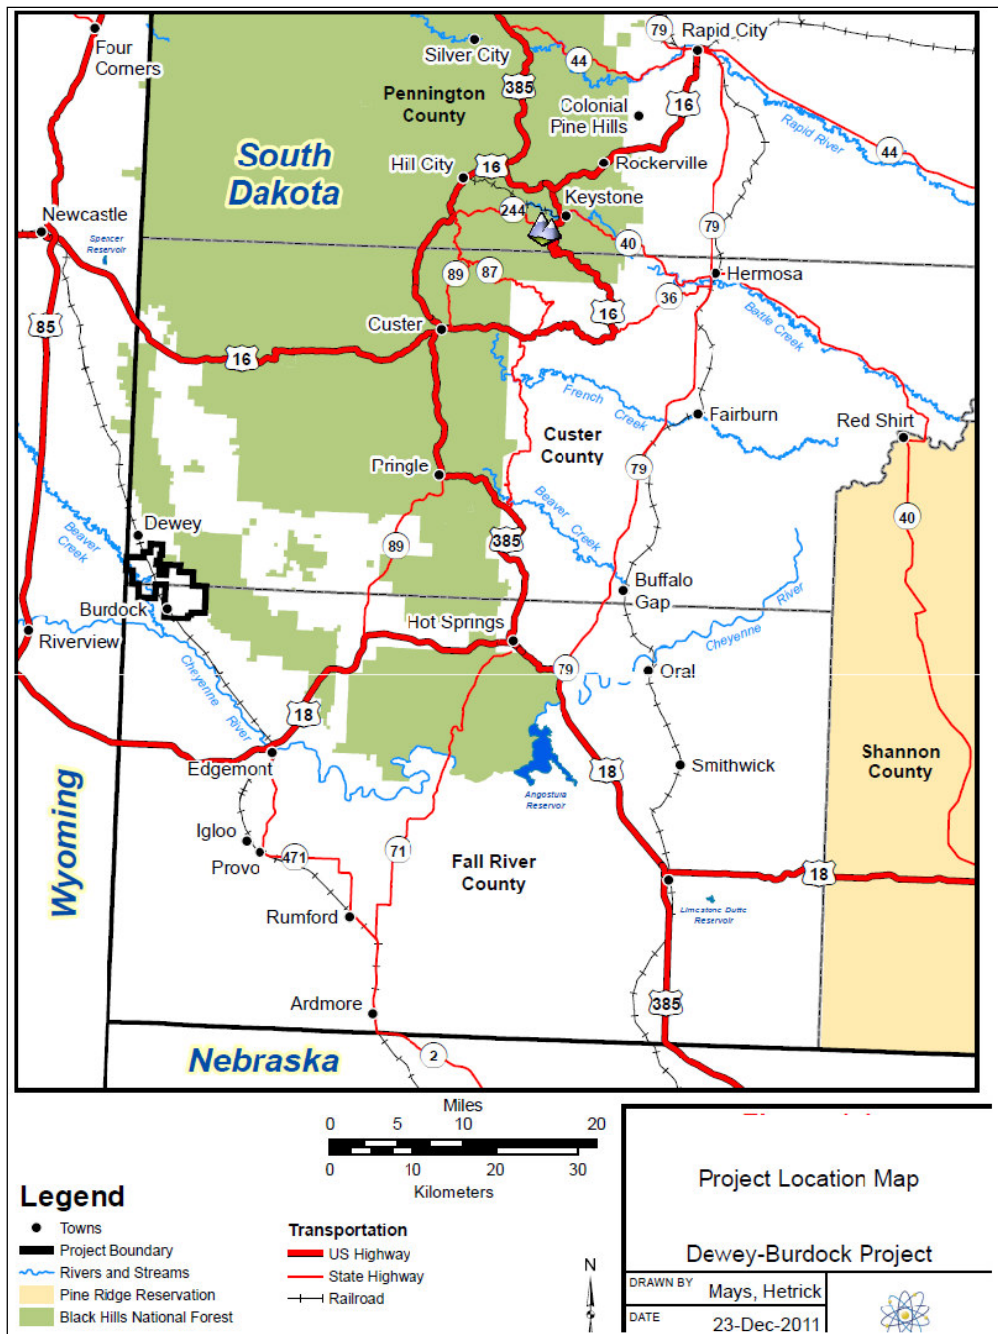 79
Rapid City
Four
Corners
Silver City
44
385
Pennington
County
Colonial
Pine Hills
16
Rapid River
44
South
Dakota
Hill City
16
Rockerville
Keystone
Newcastle
244
79
Spencer
Reservoir
40
Hermosa
89
87
36
Battle Creek
85
Custer
16
16
French Creek
Fairburn
Red Shirt
Custer
County
Pringle
79
Beaver Creek
40
Dewey
Beaver
Creek
89
385
Buffalo
Gap
River
Burdock
Hot Springs
Riverview
Cheyenne
Cheyenne
River
79
Oral
18
Edgemont
18
Smithwick
Shannon
County
Angostura
Reservoir
Wyoming
Igloo
Provo
471
71
Fall River
County
18
Rumford
Reservoir
Ardmore
385
Nebraska
2
Miles
0 5 10 20
0 10 20 30
Kilometers
Project Location Map
Legend
Towns
Project Boundary
Rivers and Streams
Pine Ridge Reservation
Black Hills National Forest
Transportation
US Highway
State Highway
Railroad
N
Dewey-Burdock Project
DRAWN BY Mays, Hetrick
DATE 23-Dec-2011